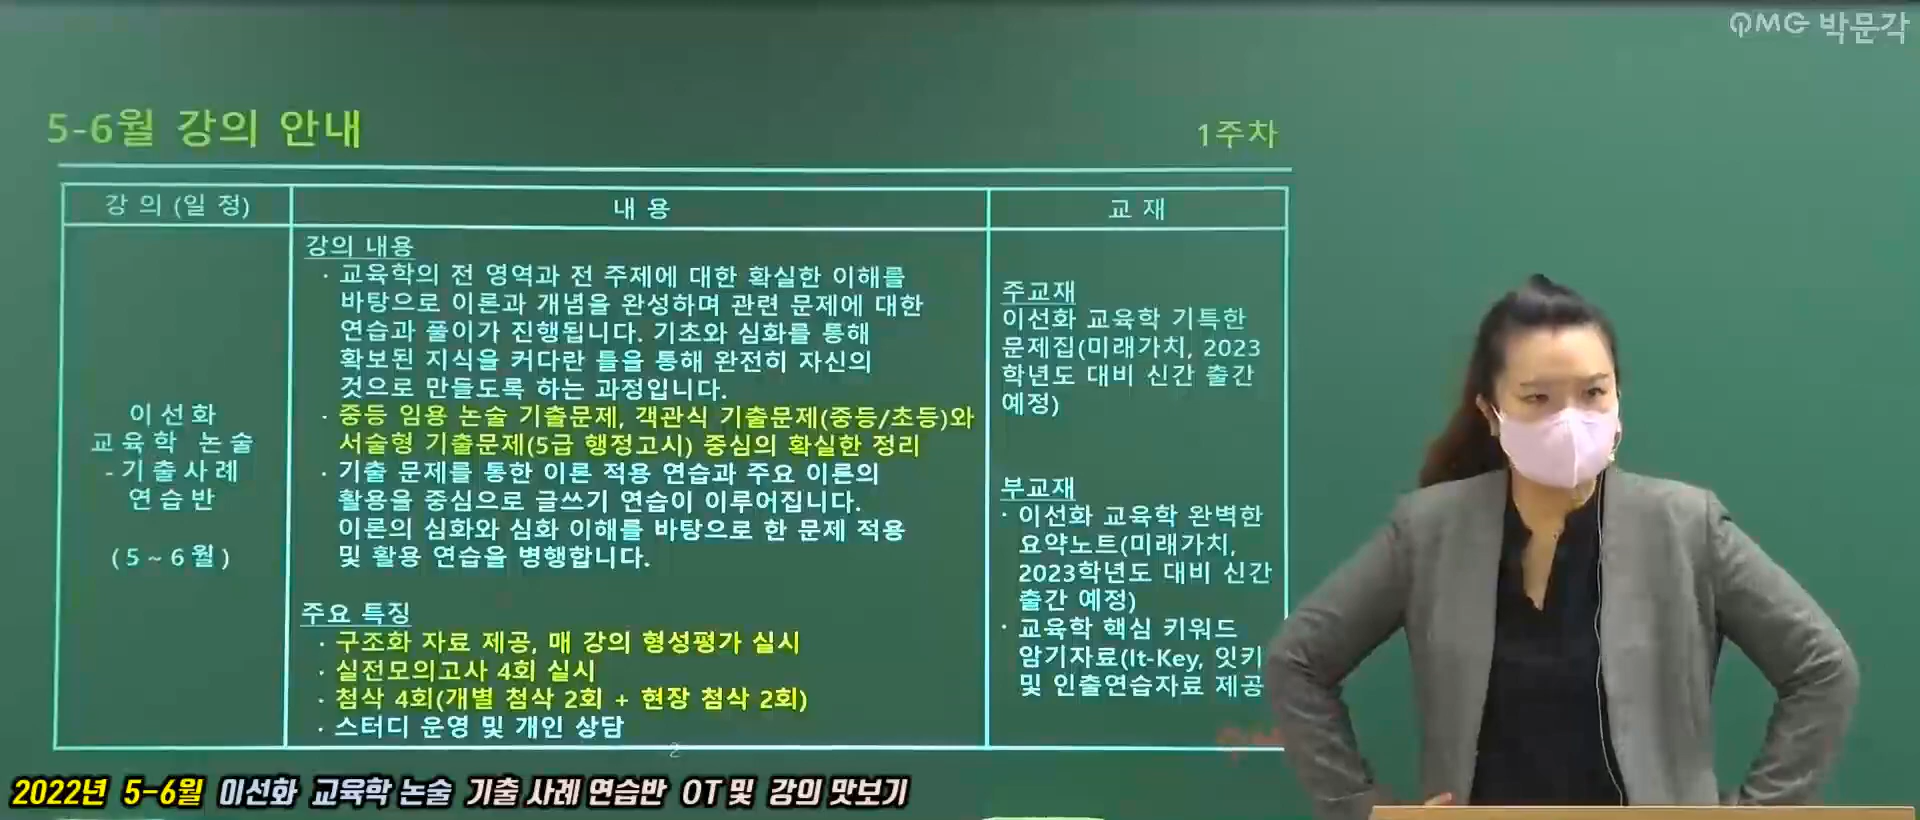 PMG 박문각
5-6월 강의 안내
1주차
강 의 (일 정)
내 용
교 재
이선화
교육학 논술
- 기출사례
연습반
(5~6월)
강의 내용
· 교육학의 전 영역과 전 주제에 대한 확실한 이해를
바탕으로 이론과 개념을 완성하며 관련 문제에 대한
연습과 풀이가 진행됩니다. 기초와 심화를 통해
확보된 지식을 커다란 틀을 통해 완전히 자신의
것으로 만들도록 하는 과정입니다.
· 중등 임용 논술 기출문제, 객관식 기출문제(중등/초등)와
서술형 기출문제(5급 행정고시) 중심의 확실한 정리
· 기출 문제를 통한 이론 적용 연습과 주요 이론의
활용을 중심으로 글쓰기 연습이 이루어집니다.
이론의 심화와 심화 이해를 바탕으로 한 문제 적용
및 활용 연습을 병행합니다.
주요 특징
· 구조화 자료 제공, 매 강의 형성평가 실시
· 실전모의고사 4회 실시
· 첨삭 4회(개별 첨삭 2회 + 현장 첨삭 2회)
· 스터디 운영 및 개인 상담
주교재
이선화 교육학 기특한
문제집(미래가치, 2023
학년도 대비 신간 출간
예정)
부교재
· 이선화 교육학 완벽한
요약노트(미래가치,
2023학년도 대비 신간
출간 예정)
· 교육학 핵심 키워드
암기자료(It-Key, 잇키
및 인출연습자료 제공
2
2022년 5-6월 이선화 교육학 논술 기출 사례 연습반 OT 및 강의 맛보기